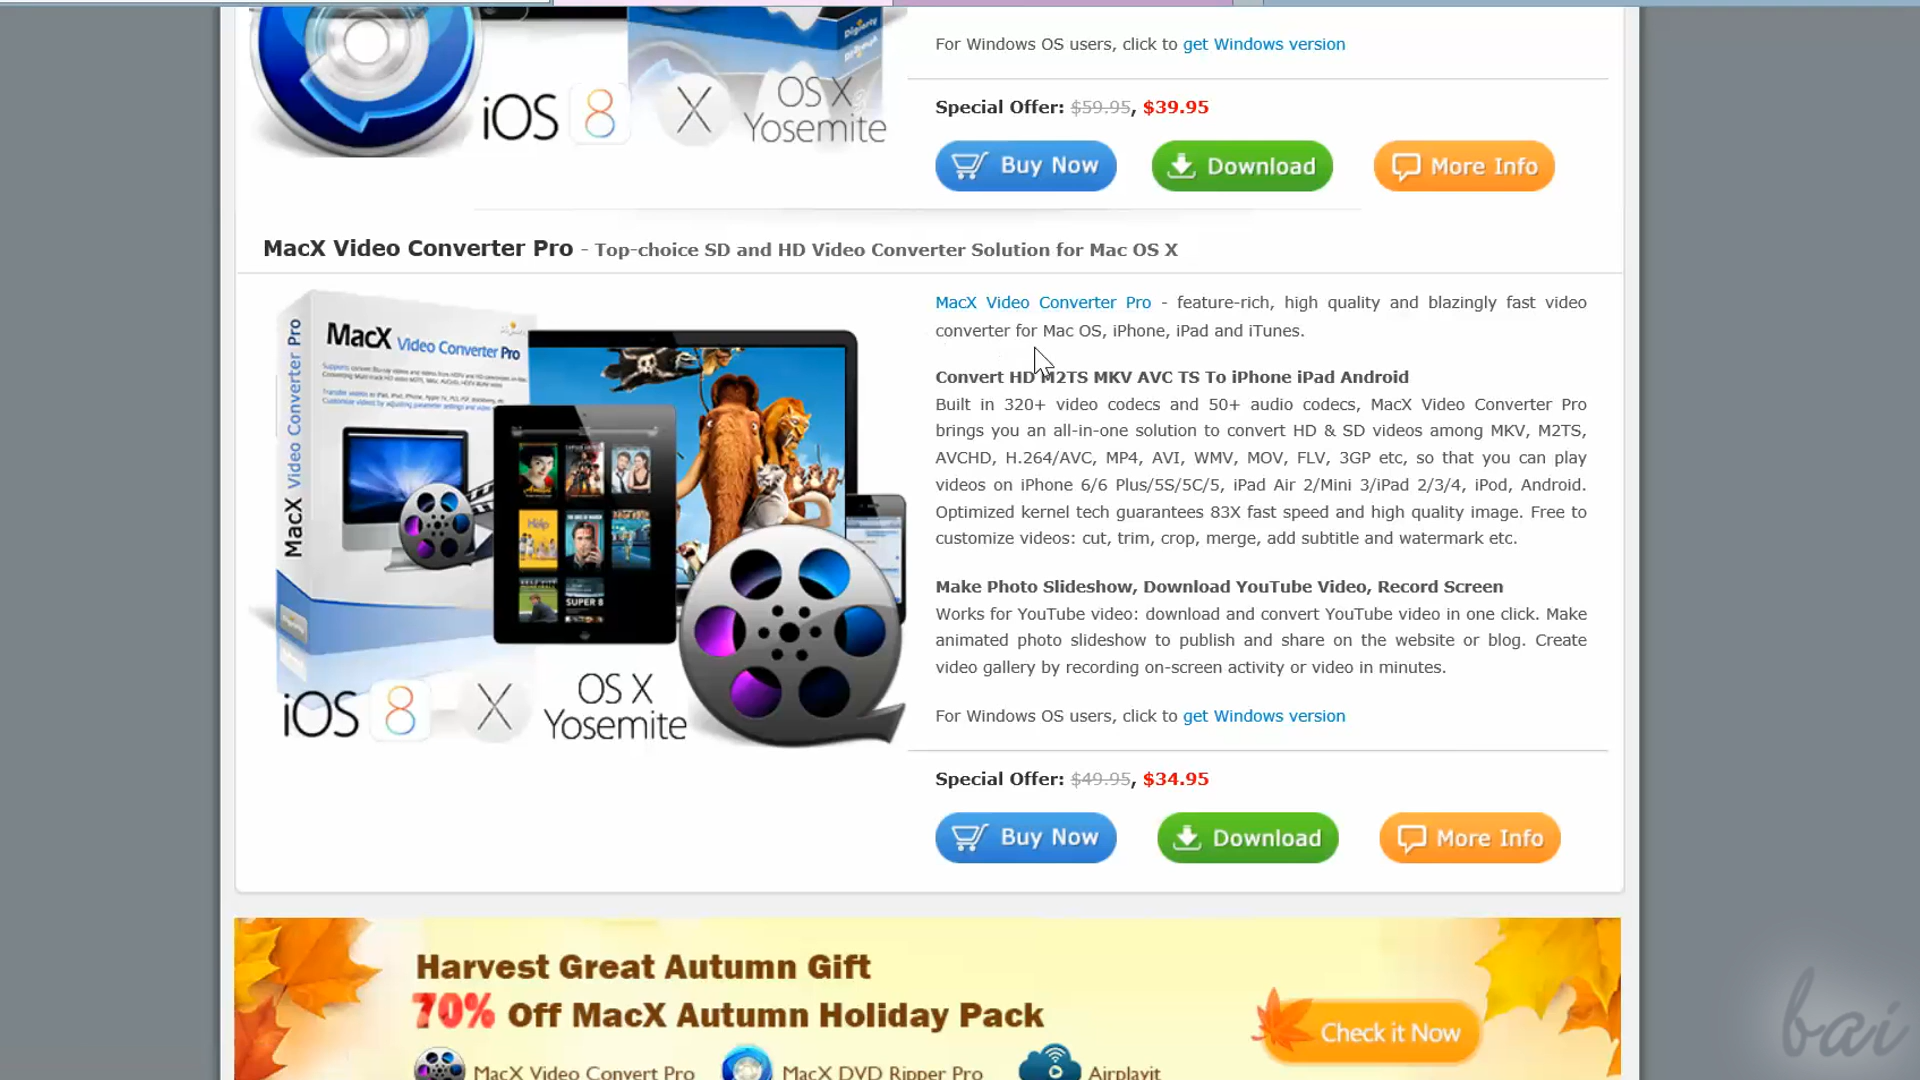 For Windows OS users, click to get Windows version
iOS 8 X OS X
Yosemite
Special Offer: $59.95, $39.95
Buy Now Download More Info
MacX Video Converter Pro - Top-choice SD and HD Video Converter Solution for Mac OS X
MacX Video Converter Pro
MacX Video Converter Pro
MacX Video Converter Pro - feature-rich, high quality and blazingly fast video
converter for Mac OS, iPhone, iPad and iTunes.
Convert HD M2TS MKV AVC TS To iPhone iPad Android
Built in 320+ video codecs and 50+ audio codecs, MacX Video Converter Pro
brings you an all-in-one solution to convert HD & SD videos among MKV, M2TS,
AVCHD, H.264/AVC, MP4, AVI, WMV, MOV, FLV, 3GP etc, so that you can play
videos on iPhone 6/6 Plus/5S/5C/5, iPad Air 2/Mini 3/iPad 2/3/4, iPod, Android.
Optimized kernel tech guarantees 83X fast speed and high quality image. Free to
customize videos: cut, trim, crop, merge, add subtitle and watermark etc.
Help
SUPER 8
Make Photo Slideshow, Download YouTube Video, Record Screen
Works for YouTube video: download and convert YouTube video in one click. Make
animated photo slideshow to publish and share on the website or blog. Create
video gallery by recording on-screen activity or video in minutes.
iOS 8 X OS X
Yosemite
For Windows OS users, click to get Windows version
Special Offer: $49.95, $34.95
Buy Now Download More Info
Harvest Great Autumn Gift
70% Off MacX Autumn Holiday Pack
Check it Now
MacX Video Convert Pro MacX DVD Ripper Pro Airplayit
bai